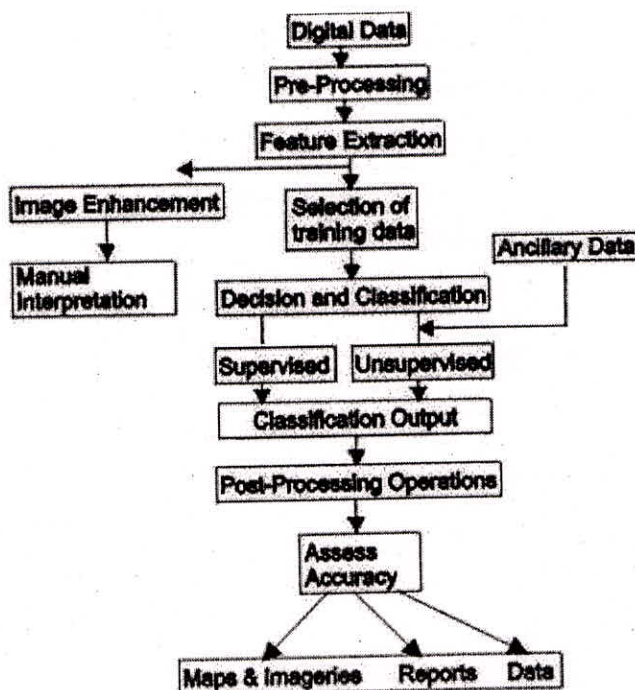 Digital Data
Pre-Processing
Feature Extraction
Image Enhancement
Selection of
training data
Ancillary Data
Manual
Interpretation
Decision and Classification
Supervised
Unsupervised
Classification Output
Post-Processing Operations
Assess
Accuracy
Maps & Imageries Reports Data